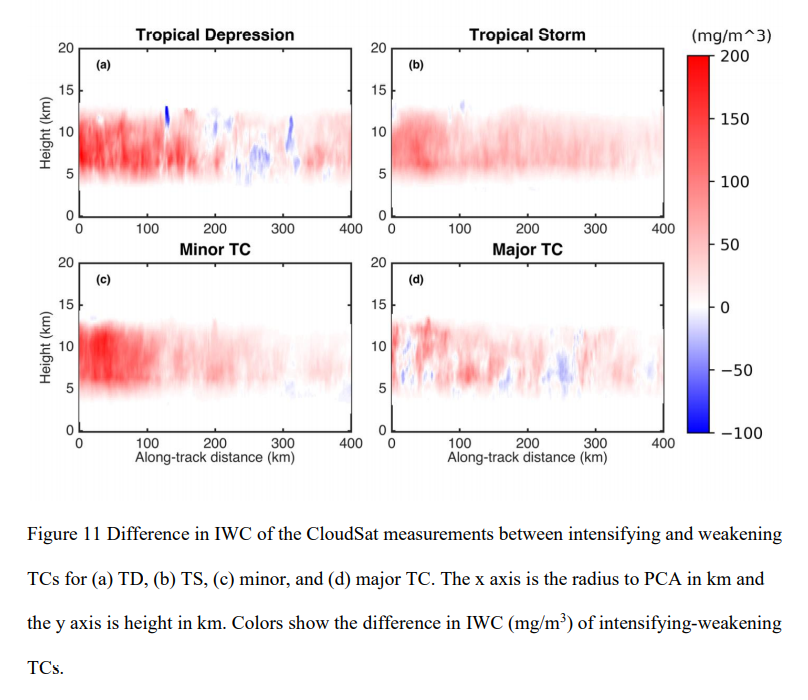 Tropical Depression
Tropical Storm
(mg/m^3)
20
15
10
5
0
Height (km)
(a)
0
100
200
300
400
20
15
10
5
0
(b)
0
100
200
300
400
200
150
100
50
0
−50
−100
Minor TC
Major TC
20
15
10
5
0
Height (km)
(c)
0
100
200
300
400
Along-track distance (km)
20
15
10
5
0
(d)
0
100
200
300
400
Along-track distance (km)
Figure 11 Difference in IWC of the CloudSat measurements between intensifying and weakening
TCs for (a) TD, (b) TS, (c) minor, and (d) major TC. The x axis is the radius to PCA in km and
the y axis is height in km. Colors show the difference in IWC (mg/m³) of intensifying-weakening
TCs.